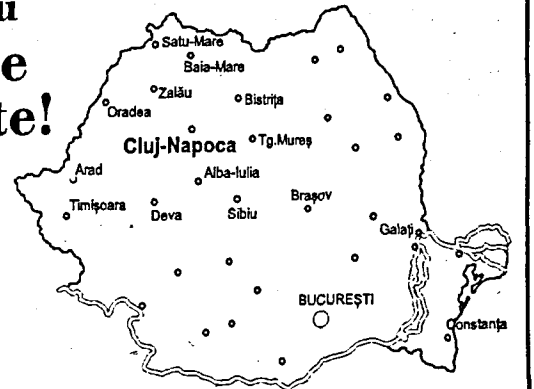 u
e
te!
Satu-Mare
Baia-Mare
Zalău
Bistrița
Oradea
Cluj-Napoca
Tg.Mureș
Arad
Alba-Iulia
Timișoara
Deva
Sibiu
Brașov
Galați
BUCUREȘTI
Constanța